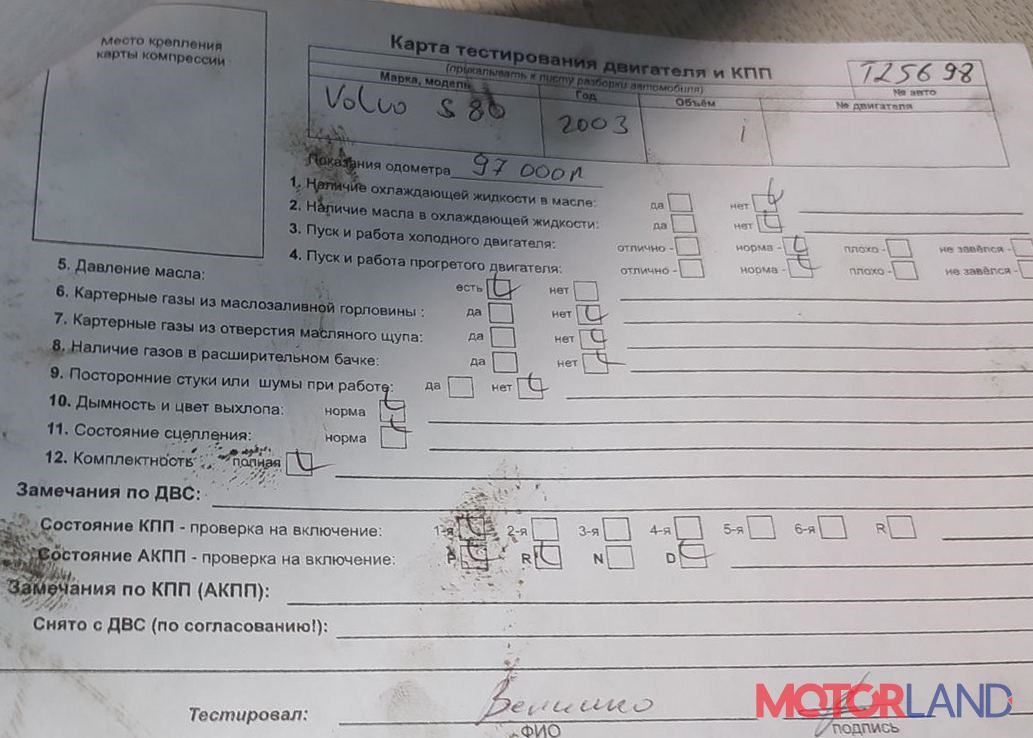 Место крепления
карты компрессии
Карта тестирования двигателя и КПП
(прикалывать к листу разборки автомобиля)
T25698
№ авто
Марка, модель
Год
Объём
№ двигателя
Volvo S 80
2003
i
Показания одометра 97 000м
1. Наличие охлаждающей жидкости в масле: да нет
2. Наличие масла в охлаждающей жидкости: да нет
3. Пуск и работа холодного двигателя: отлично - норма - плохо - не завёлся -
4. Пуск и работа прогретого двигателя: отлично - норма - плохо - не завёлся -
5. Давление масла: есть нет
6. Картерные газы из маслозаливной горловины : да нет
7. Картерные газы из отверстия масляного щупа: да нет
8. Наличие газов в расширительном бачке: да нет
9. Посторонние стуки или шумы при работе: да нет
10. Дымность и цвет выхлопа: норма
11. Состояние сцепления: норма
12. Комплектность полная
Замечания по ДВС:
Состояние КПП - проверка на включение: 1-я 2-я 3-я 4-я 5-я 6-я R
Состояние АКПП - проверка на включение: P R N D
Замечания по КПП (АКПП):
Снято с ДВС (по согласованию!):
Тестировал:
ФИО
подпись
MOTORLAND